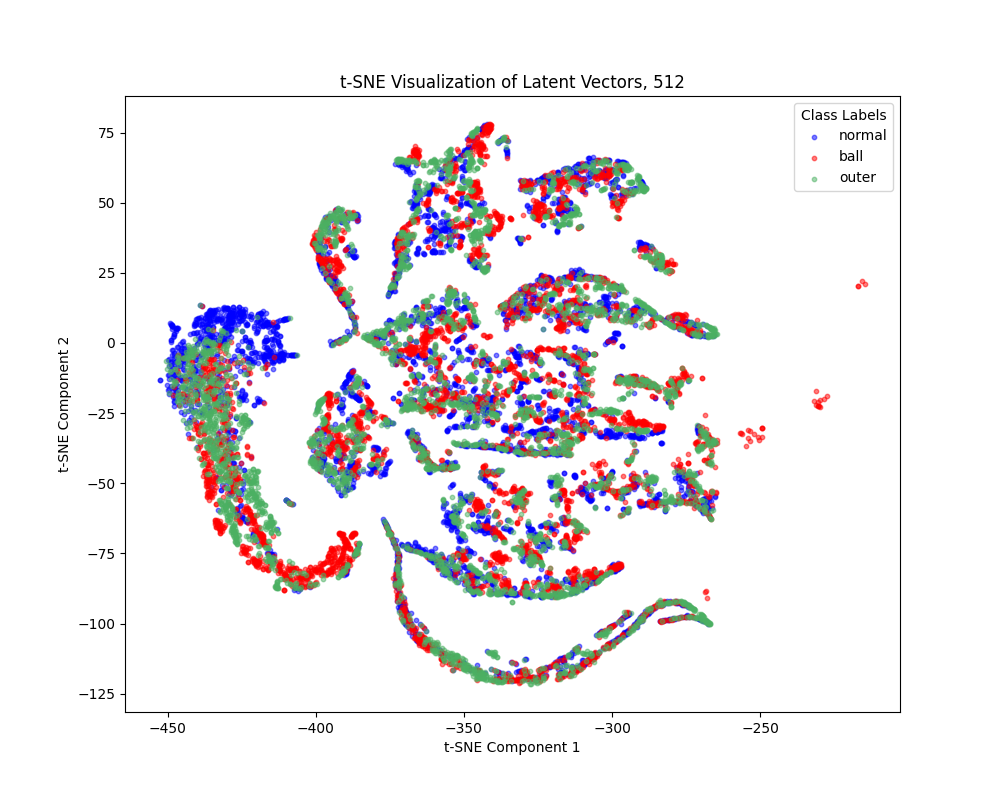 t-SNE Visualization of Latent Vectors, 512
Class Labels
normal
ball
outer
75
50
25
0
−25
−50
−75
−100
−125
t-SNE Component 2
−450
−400
−350
−300
−250
t-SNE Component 1